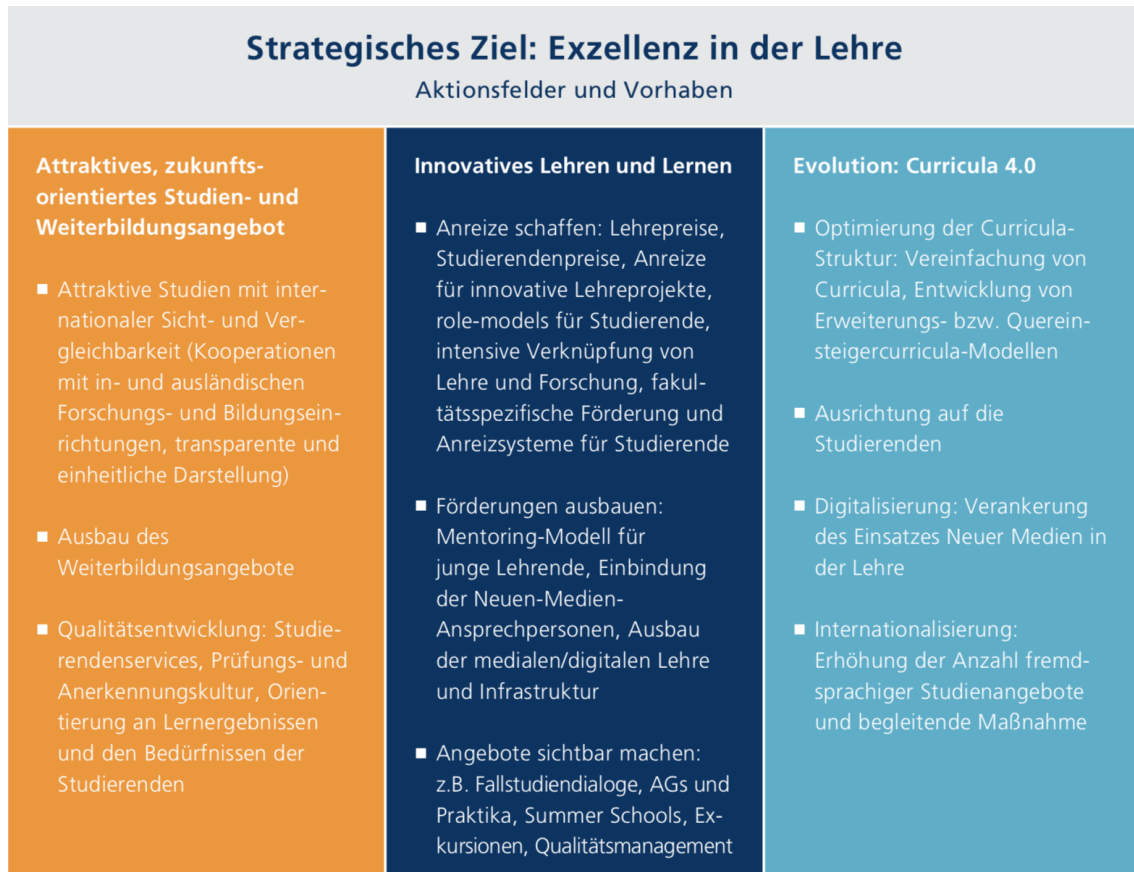 Strategisches Ziel: Exzellenz in der Lehre
Aktionsfelder und Vorhaben
Attraktives, zukunfts-
orientiertes Studien- und
Weiterbildungsangebot
■ Attraktive Studien mit inter-
nationaler Sicht- und Ver-
gleichbarkeit (Kooperationen
mit in- und ausländischen
Forschungs- und Bildungsein-
richtungen, transparente und
einheitliche Darstellung)
■ Ausbau des
Weiterbildungsangebote
■ Qualitätsentwicklung: Studie-
rendenservices, Prüfungs- und
Anerkennungskultur, Orien-
tierung an Lernergebnissen
und den Bedürfnissen der
Studierenden
Innovatives Lehren und Lernen
■ Anreize schaffen: Lehrepreise,
Studierendenpreise, Anreize
für innovative Lehreprojekte,
role-models für Studierende,
intensive Verknüpfung von
Lehre und Forschung, fakul-
tätsspezifische Förderung und
Anreizsysteme für Studierende
■ Förderungen ausbauen:
Mentoring-Modell für
junge Lehrende, Einbindung
der Neuen-Medien-
Ansprechpersonen, Ausbau
der medialen/digitalen Lehre
und Infrastruktur
■ Angebote sichtbar machen:
z.B. Fallstudiendialoge, AGs und
Praktika, Summer Schools, Ex-
kursionen, Qualitätsmanagement
Evolution: Curricula 4.0
■ Optimierung der Curricula-
Struktur: Vereinfachung von
Curricula, Entwicklung von
Erweiterungs- bzw. Querein-
steigercurricula-Modellen
■ Ausrichtung auf die
Studierenden
■ Digitalisierung: Verankerung
des Einsatzes Neuer Medien in
der Lehre
■ Internationalisierung:
Erhöhung der Anzahl fremd-
sprachiger Studienangebote
und begleitende Maßnahme